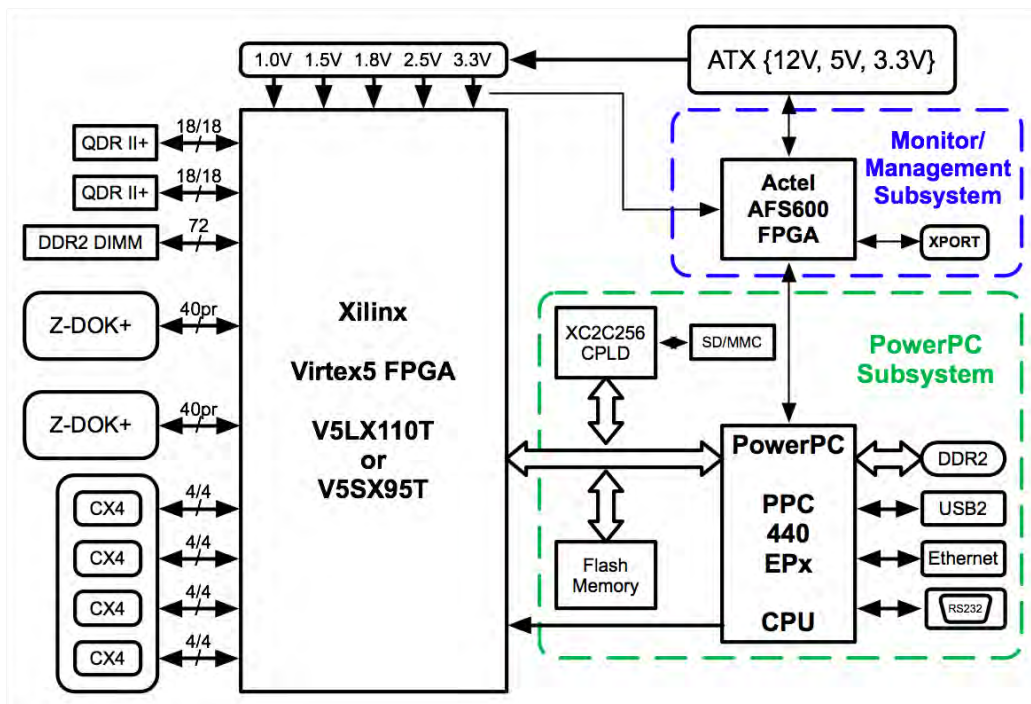 1.0V 1.5V 1.8V 2.5V 3.3V
ATX {12V, 5V, 3.3V}
18/18
QDR II+
18/18
QDR II+
72
DDR2 DIMM
40pr
Z-DOK+
40pr
Z-DOK+
4/4
CX4
4/4
CX4
4/4
CX4
4/4
CX4
Xilinx
Virtex5 FPGA
V5LX110T
or
V5SX95T
Monitor/
Management
Subsystem
Actel
AFS600
FPGA
XPORT
PowerPC
Subsystem
XC2C256
CPLD
SD/MMC
Flash
Memory
PowerPC
PPC
440
EPx
CPU
DDR2
USB2
Ethernet
RS232